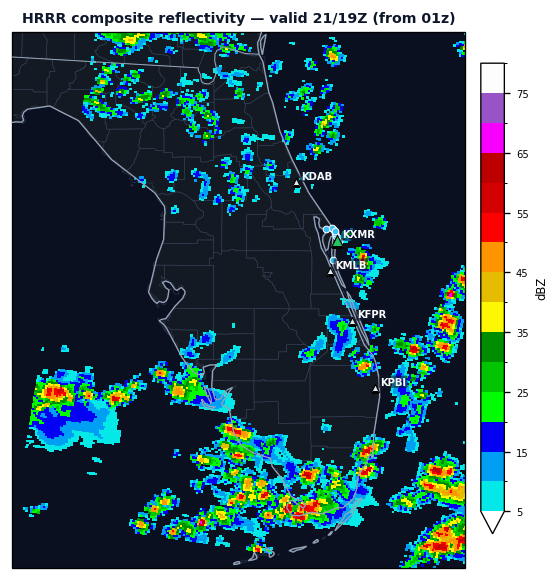 HRRR composite reflectivity — valid 21/19Z (from 01z)
KDAB
KXMR
KMLB
KFPR
KPBI
75
65
55
45
35
25
15
5
dBZ